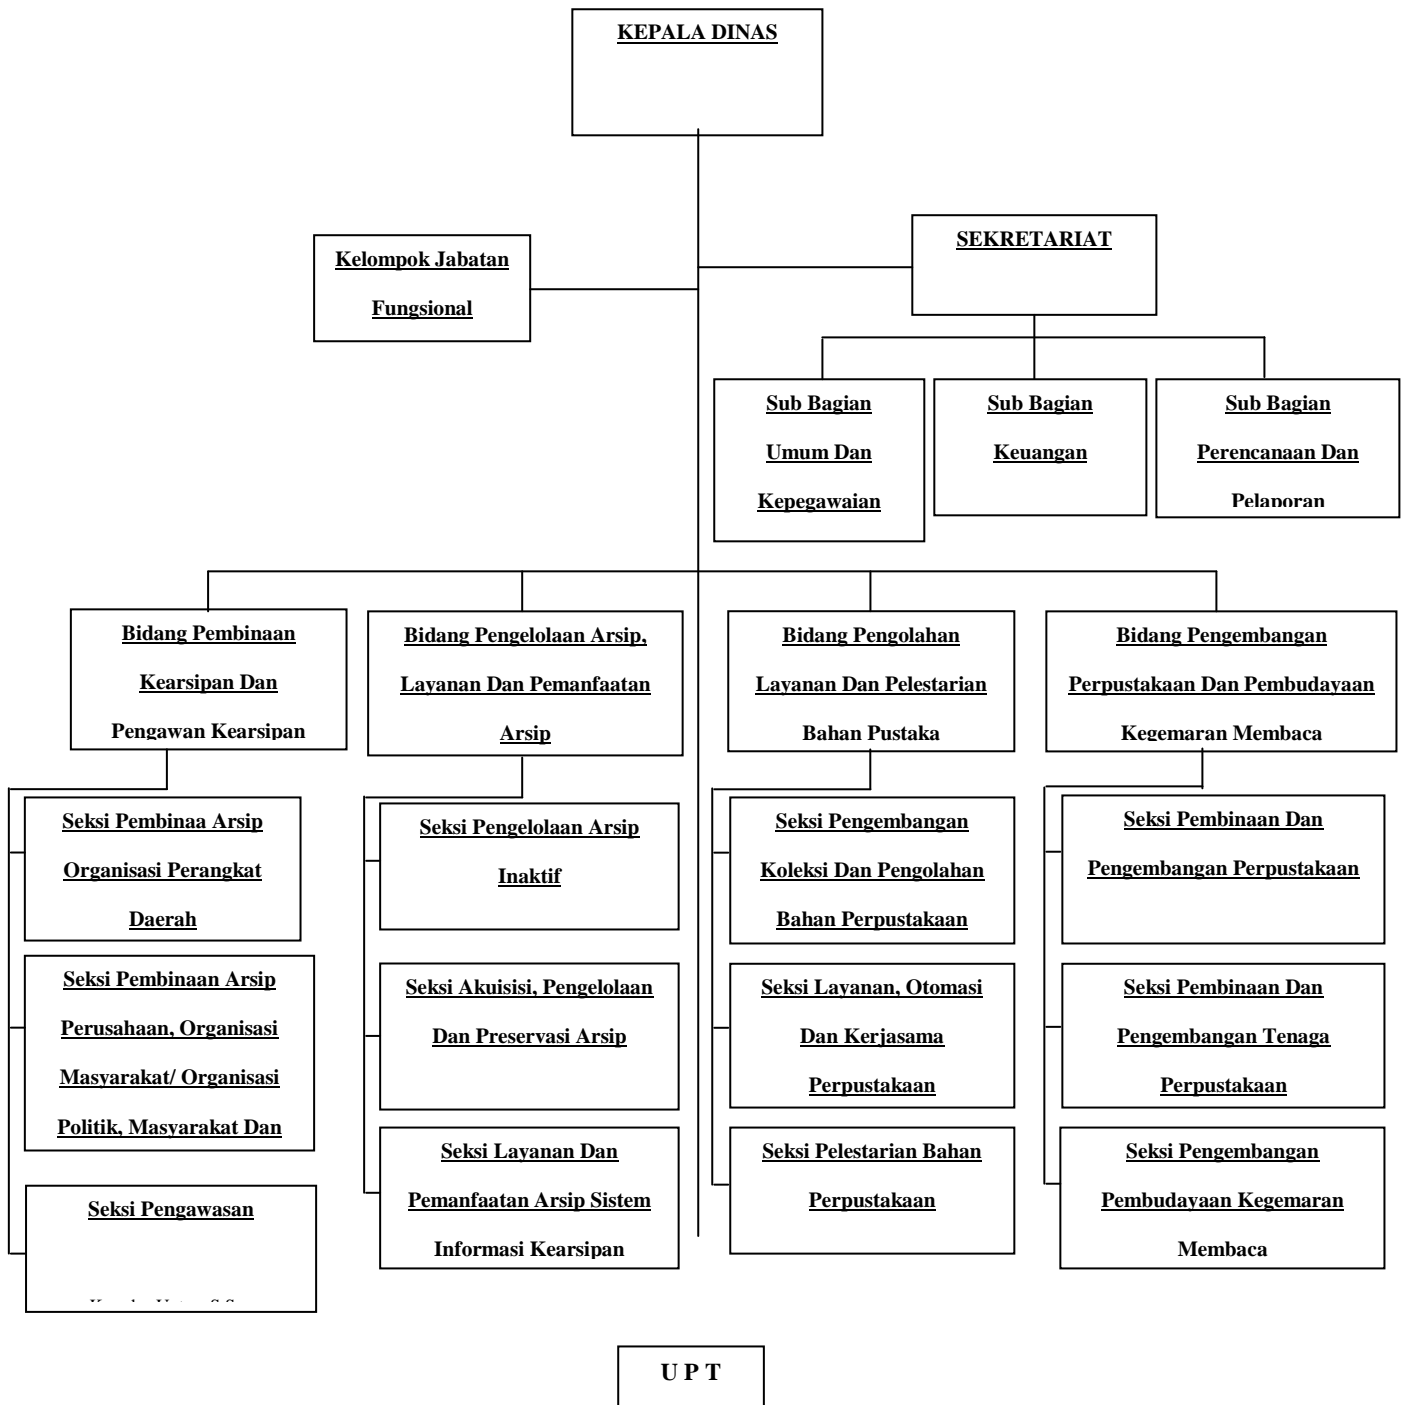 KEPALA DINAS
SEKRETARIAT
Kelompok Jabatan
Fungsional
Sub Bagian
Umum Dan
Kepegawaian
Sub Bagian
Keuangan
Sub Bagian
Perencanaan Dan
Pelaporan
Bidang Pembinaan
Kearsipan Dan
Pengawan Kearsipan
Bidang Pengelolaan Arsip,
Layanan Dan Pemanfaatan
Arsip
Bidang Pengolahan
Layanan Dan Pelestarian
Bahan Pustaka
Bidang Pengembangan
Perpustakaan Dan Pembudayaan
Kegemaran Membaca
Seksi Pembinaa Arsip
Organisasi Perangkat
Daerah
Seksi Pembinaan Arsip
Perusahaan, Organisasi
Masyarakat/ Organisasi
Politik, Masyarakat Dan
Seksi Pengawasan
Seksi Pengelolaan Arsip
Inaktif
Seksi Akuisisi, Pengelolaan
Dan Preservasi Arsip
Seksi Layanan Dan
Pemanfaatan Arsip Sistem
Informasi Kearsipan
Seksi Pengembangan
Koleksi Dan Pengolahan
Bahan Perpustakaan
Seksi Layanan, Otomasi
Dan Kerjasama
Perpustakaan
Seksi Pelestarian Bahan
Perpustakaan
Seksi Pembinaan Dan
Pengembangan Perpustakaan
Seksi Pembinaan Dan
Pengembangan Tenaga
Perpustakaan
Seksi Pengembangan
Pembudayaan Kegemaran
Membaca
U P T